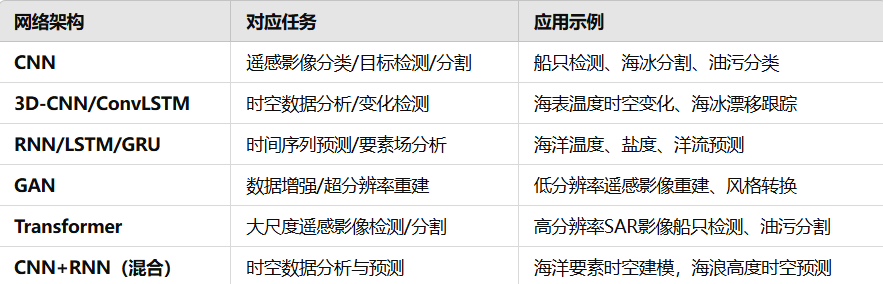 网络架构 对应任务 应用示例
CNN 遥感影像分类/目标检测/分割 船只检测、海冰分割、油污分类
3D-CNN/ConvLSTM 时空数据分析/变化检测 海表温度时空变化、海冰漂移跟踪
RNN/LSTM/GRU 时间序列预测/要素场分析 海洋温度、盐度、洋流预测
GAN 数据增强/超分辨率重建 低分辨率遥感影像重建、风格转换
Transformer 大尺度遥感影像检测/分割 高分辨率SAR影像船只检测、油污分割
CNN+RNN（混合） 时空数据分析与预测 海洋要素时空建模，海浪高度时空预测